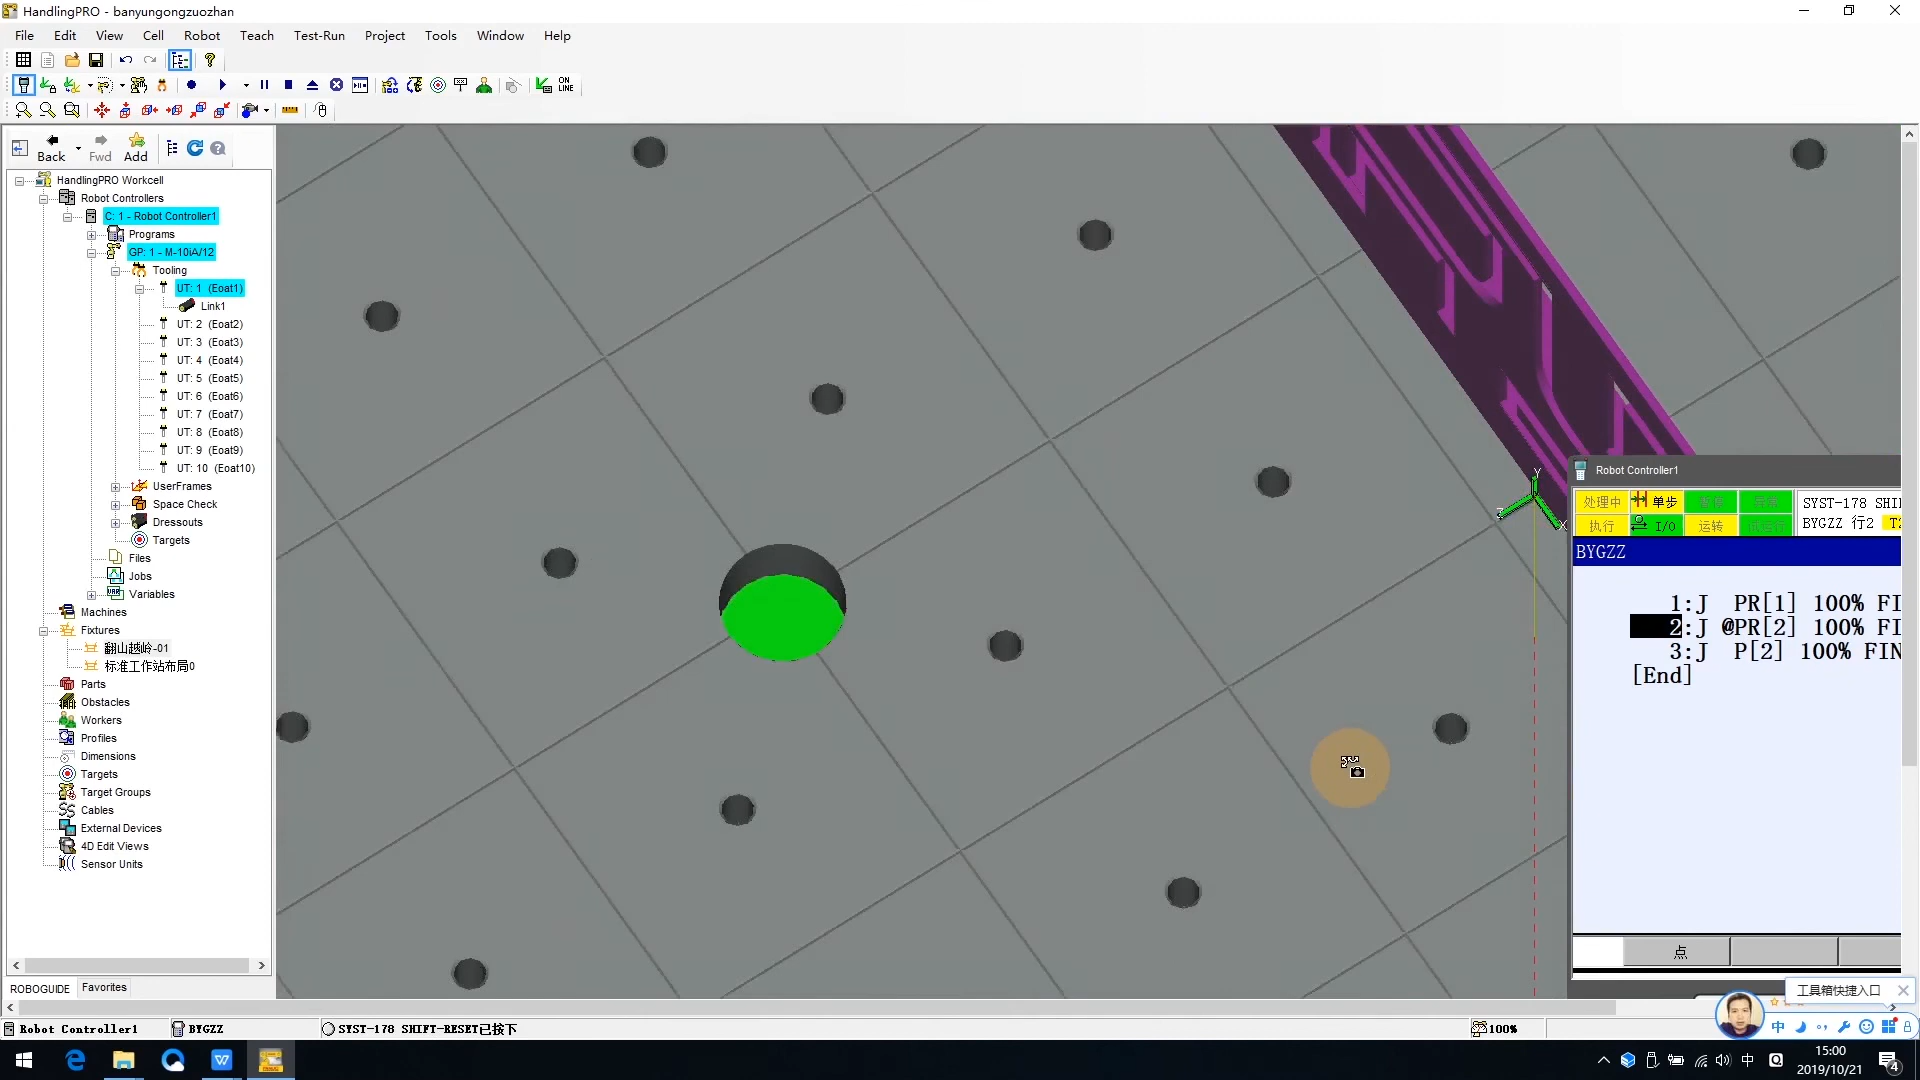 HandlingPRO - banyungongzuozhan
File Edit View Cell Robot Teach Test-Run Project Tools Window Help
ON LINE
Back Fwd Add
HandlingPRO Workcell
Robot Controllers
C: 1 - Robot Controller1
Programs
GP: 1 - M-10iA/12
Tooling
UT: 1 (Eoat1)
Link1
UT: 2 (Eoat2)
UT: 3 (Eoat3)
UT: 4 (Eoat4)
UT: 5 (Eoat5)
UT: 6 (Eoat6)
UT: 7 (Eoat7)
UT: 8 (Eoat8)
UT: 9 (Eoat9)
UT: 10 (Eoat10)
UserFrames
Space Check
Dressouts
Targets
Files
Jobs
Variables
Machines
Fixtures
翻山越岭-01
标准工作站布局0
Parts
Obstacles
Workers
Profiles
Dimensions
Targets
Target Groups
Cables
External Devices
4D Edit Views
Sensor Units
ROBOGUIDE Favorites
Y
Z
X
Robot Controller1
处理中 单步
执行 I/O 运转
SYST-178 SHI
BYGZZ 行2 T2
BYGZZ
1:J PR[1] 100% FI
2:J @PR[2] 100% FI
3:J P[2] 100% FIN
[End]
点
工具箱快捷入口
中
Robot Controller1 BYGZZ SYST-178 SHIFT-RESET已按下 100%
中
15:00
2019/10/21
4